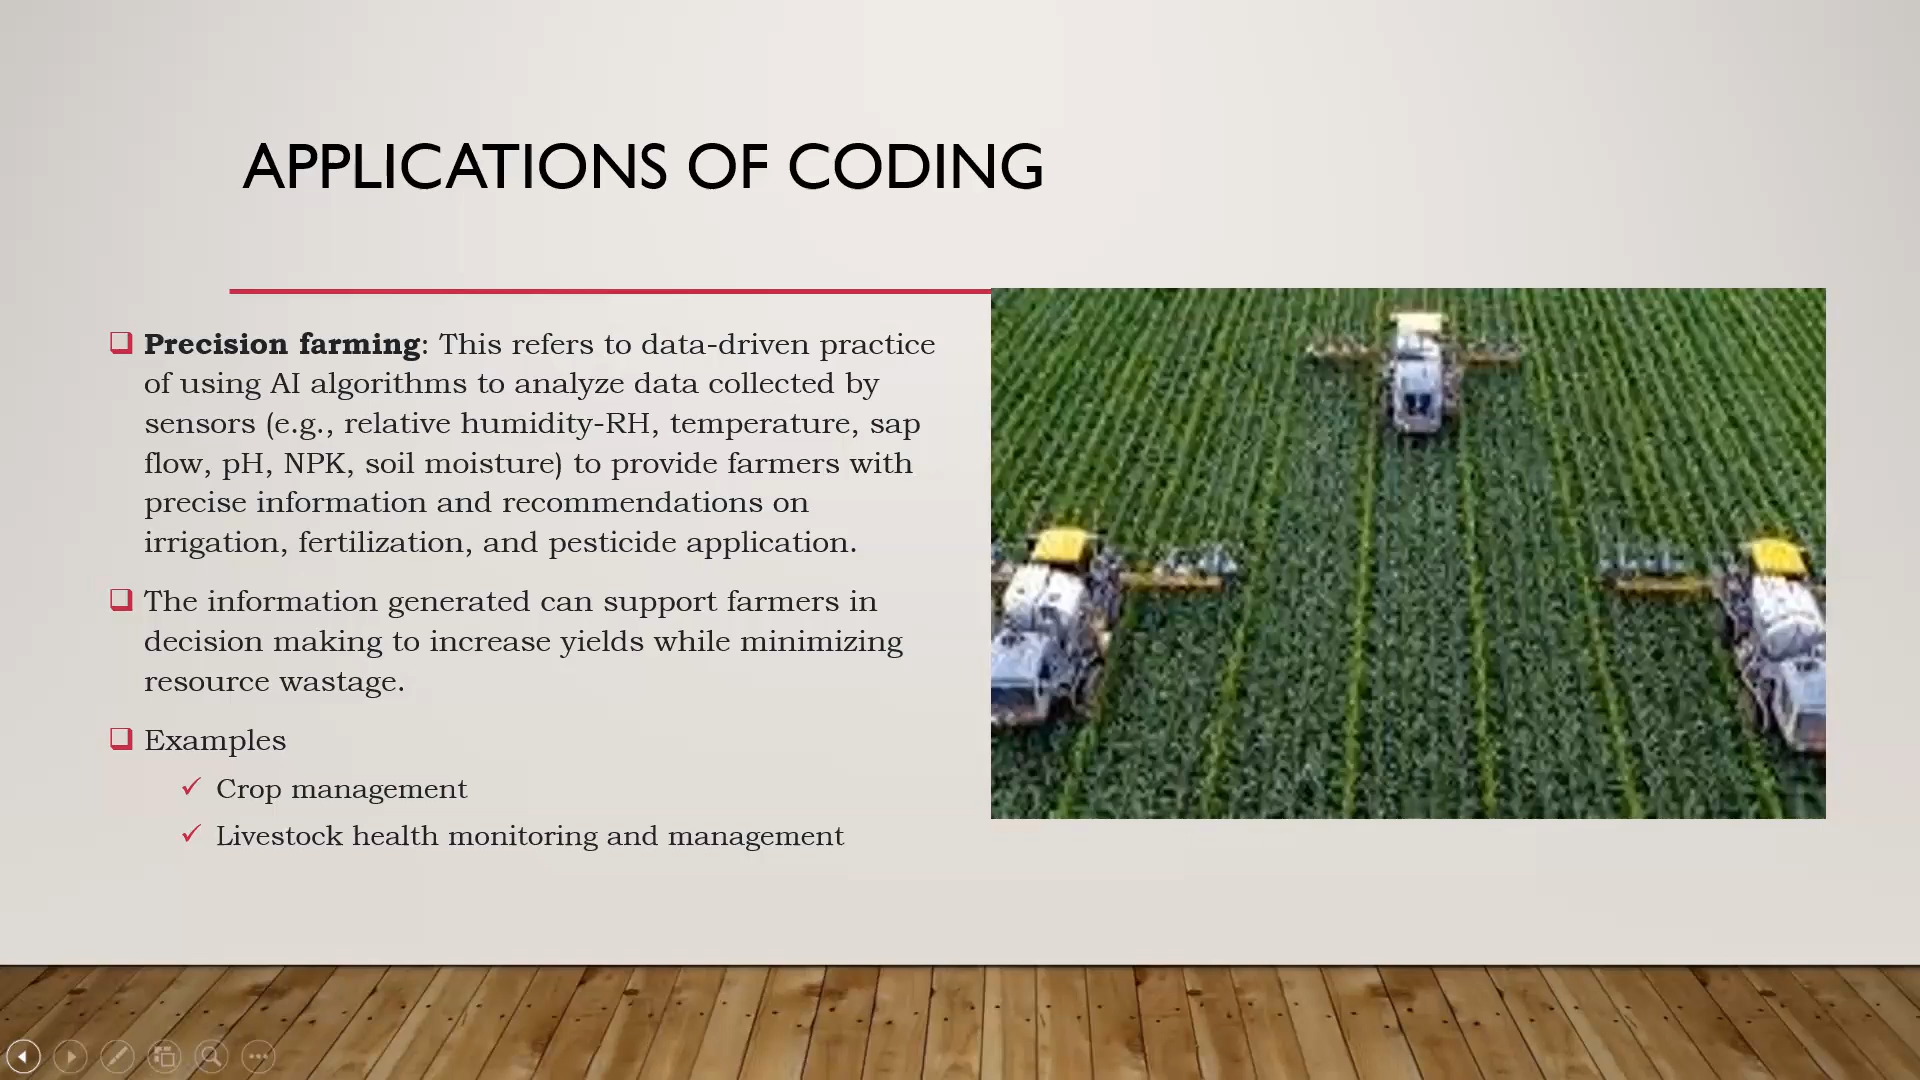 APPLICATIONS OF CODING
Precision farming: This refers to data-driven practice
of using AI algorithms to analyze data collected by
sensors (e.g., relative humidity-RH, temperature, sap
flow, pH, NPK, soil moisture) to provide farmers with
precise information and recommendations on
irrigation, fertilization, and pesticide application.
The information generated can support farmers in
decision making to increase yields while minimizing
resource wastage.
Examples
Crop management
Livestock health monitoring and management